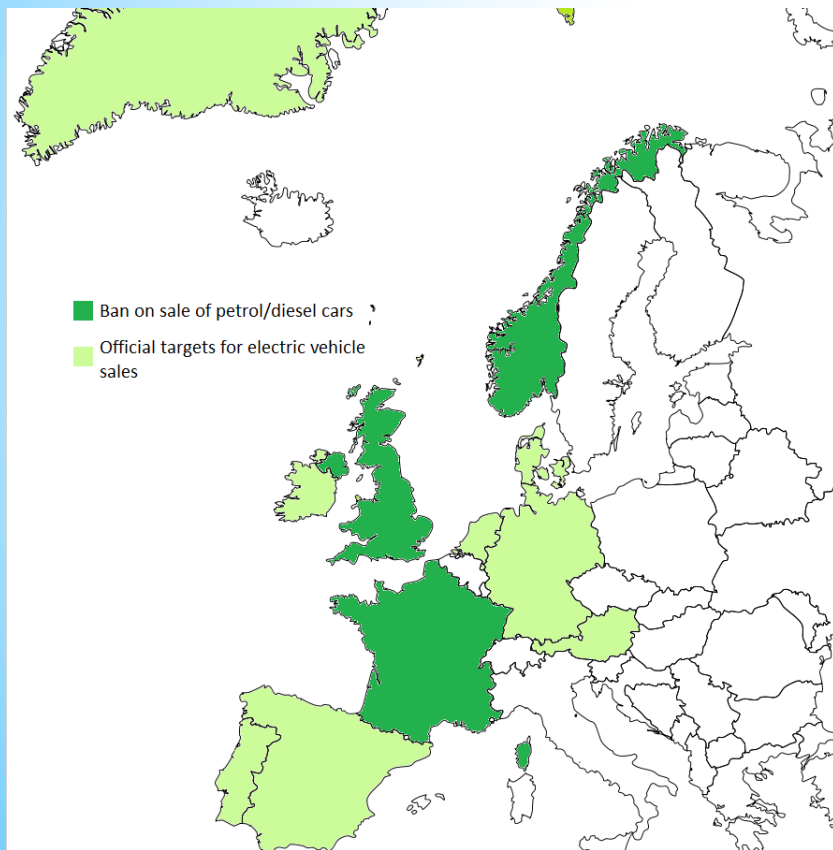 Ban on sale of petrol/diesel cars
Official targets for electric vehicle
sales